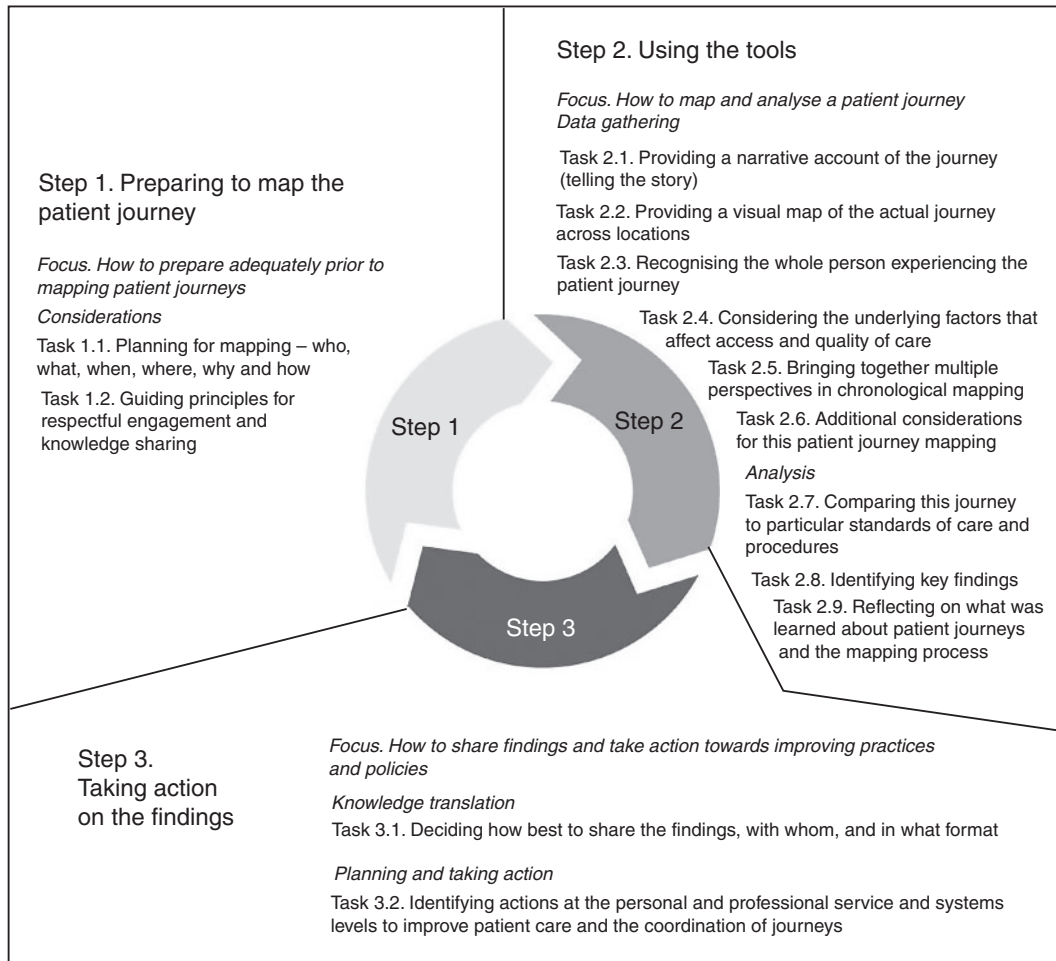 Step 1. Preparing to map the
patient journey
Focus. How to prepare adequately prior to
mapping patient journeys
Considerations
Task 1.1. Planning for mapping – who,
what, when, where, why and how
Task 1.2. Guiding principles for
respectful engagement and
knowledge sharing
Step 2. Using the tools
Focus. How to map and analyse a patient journey
Data gathering
Task 2.1. Providing a narrative account of the journey
(telling the story)
Task 2.2. Providing a visual map of the actual journey
across locations
Task 2.3. Recognising the whole person experiencing the
patient journey
Task 2.4. Considering the underlying factors that
affect access and quality of care
Task 2.5. Bringing together multiple
perspectives in chronological mapping
Task 2.6. Additional considerations
for this patient journey mapping
Analysis
Task 2.7. Comparing this journey
to particular standards of care and
procedures
Task 2.8. Identifying key findings
Task 2.9. Reflecting on what was
learned about patient journeys
and the mapping process
Step 1
Step 2
Step 3
Step 3.
Taking action
on the findings
Focus. How to share findings and take action towards improving practices
and policies
Knowledge translation
Task 3.1. Deciding how best to share the findings, with whom, and in what format
Planning and taking action
Task 3.2. Identifying actions at the personal and professional service and systems
levels to improve patient care and the coordination of journeys